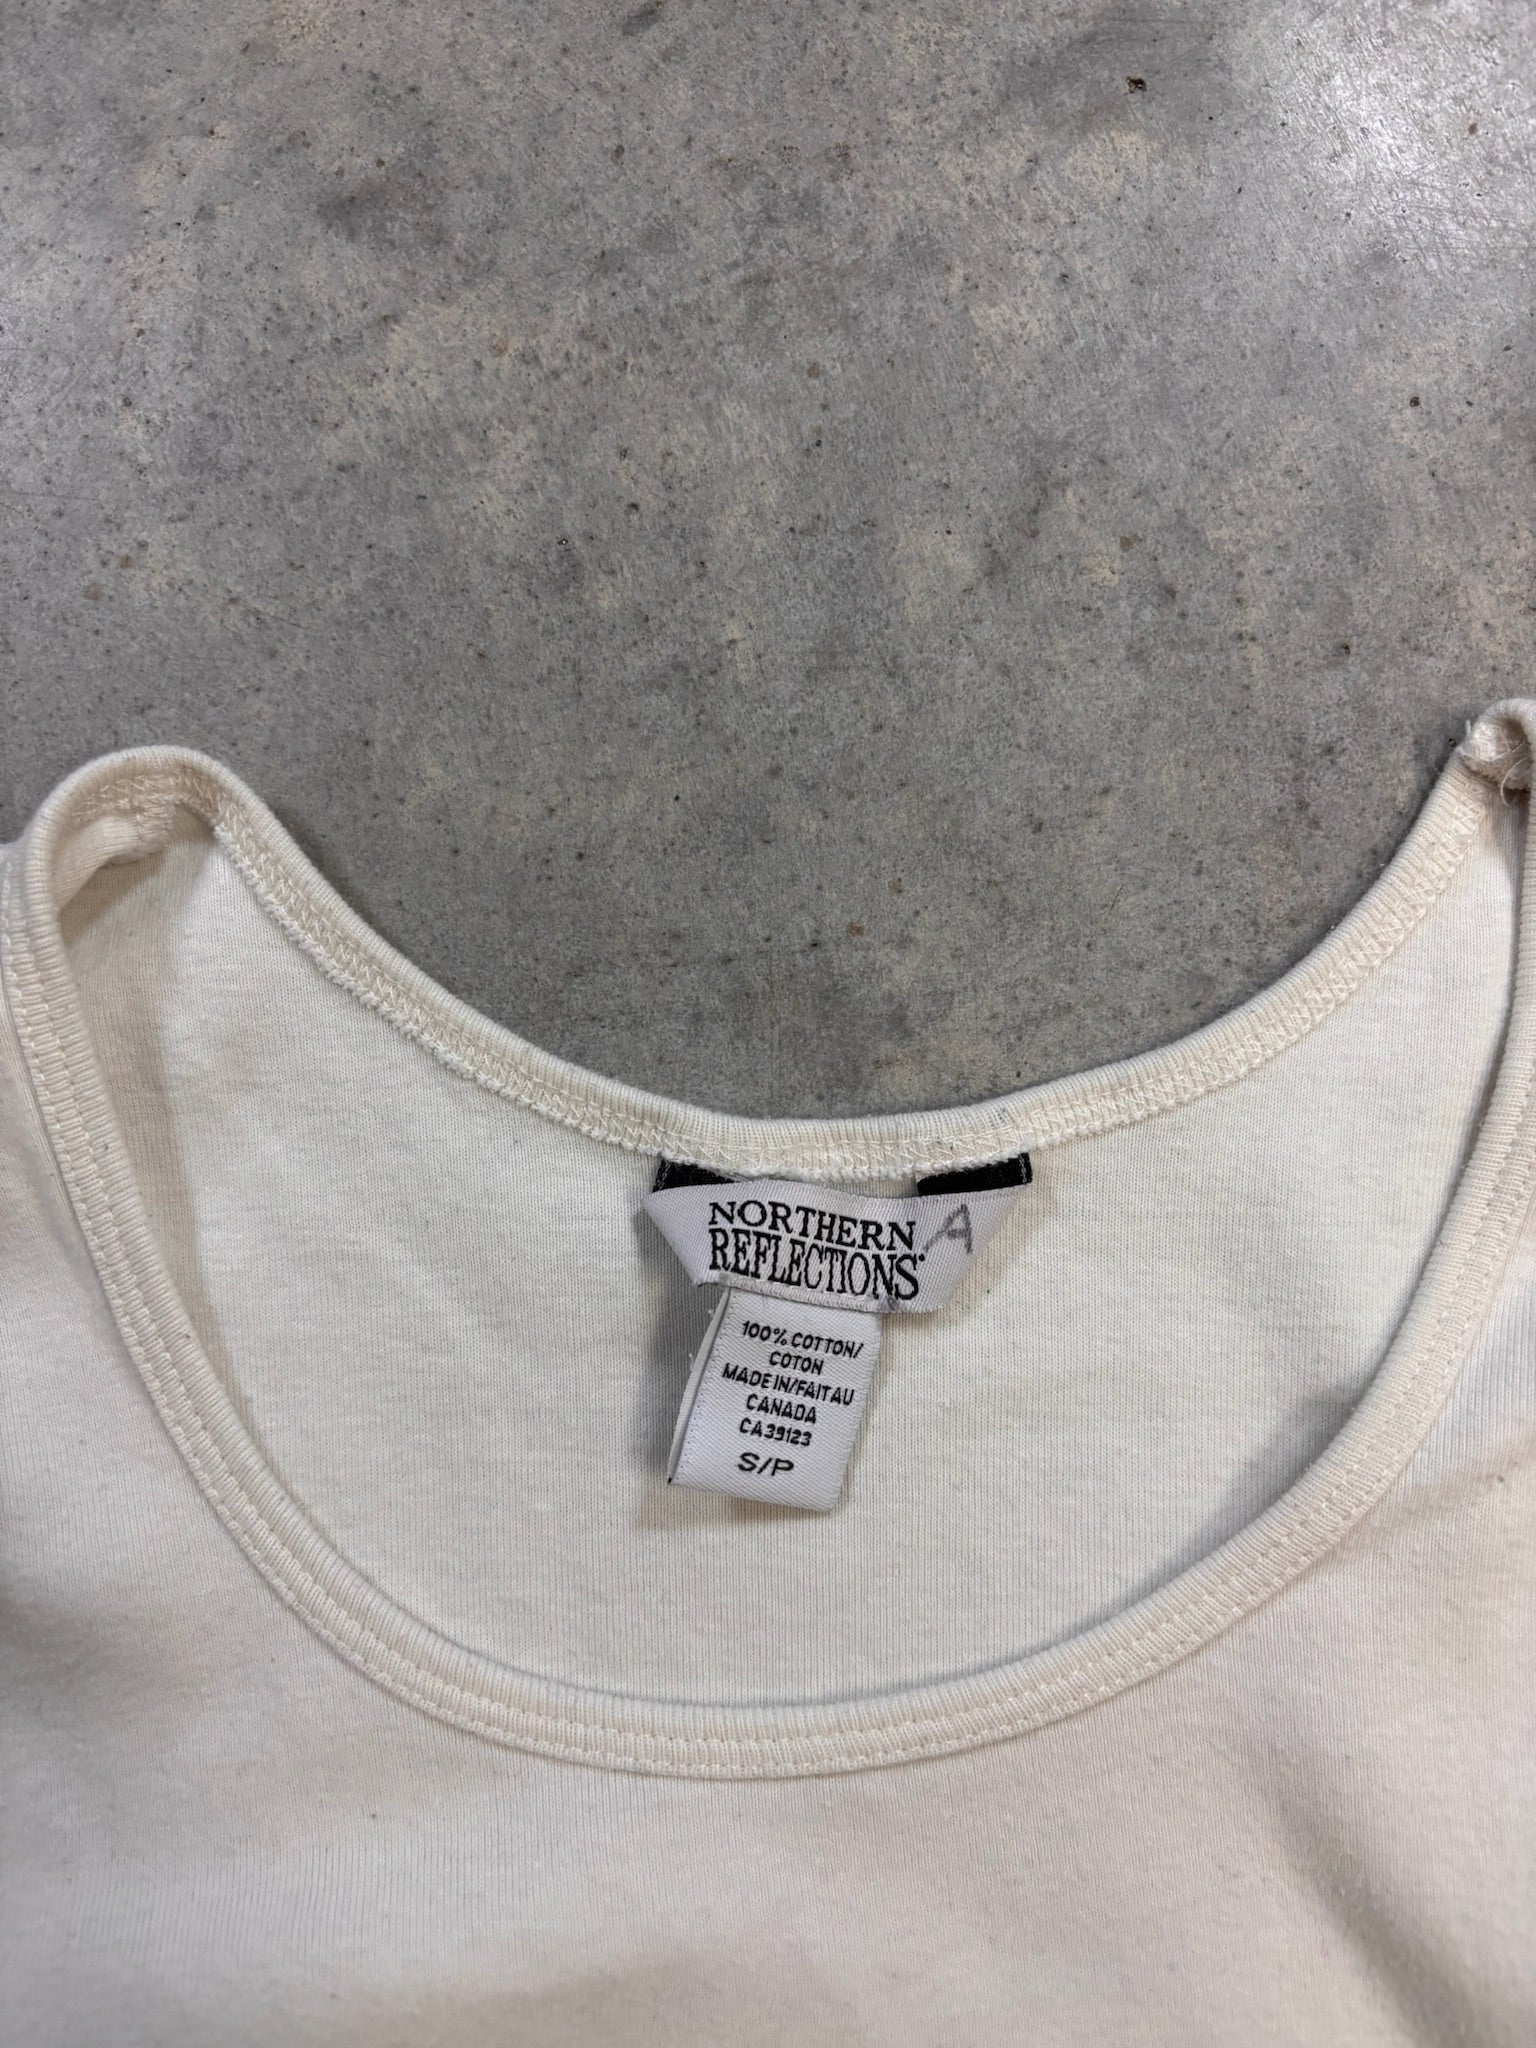 NORTHERN A
REFLECTIONS
100% COTTON/
COTON
MADE IN/FAIT AU
CANADA
CA39123
S/P